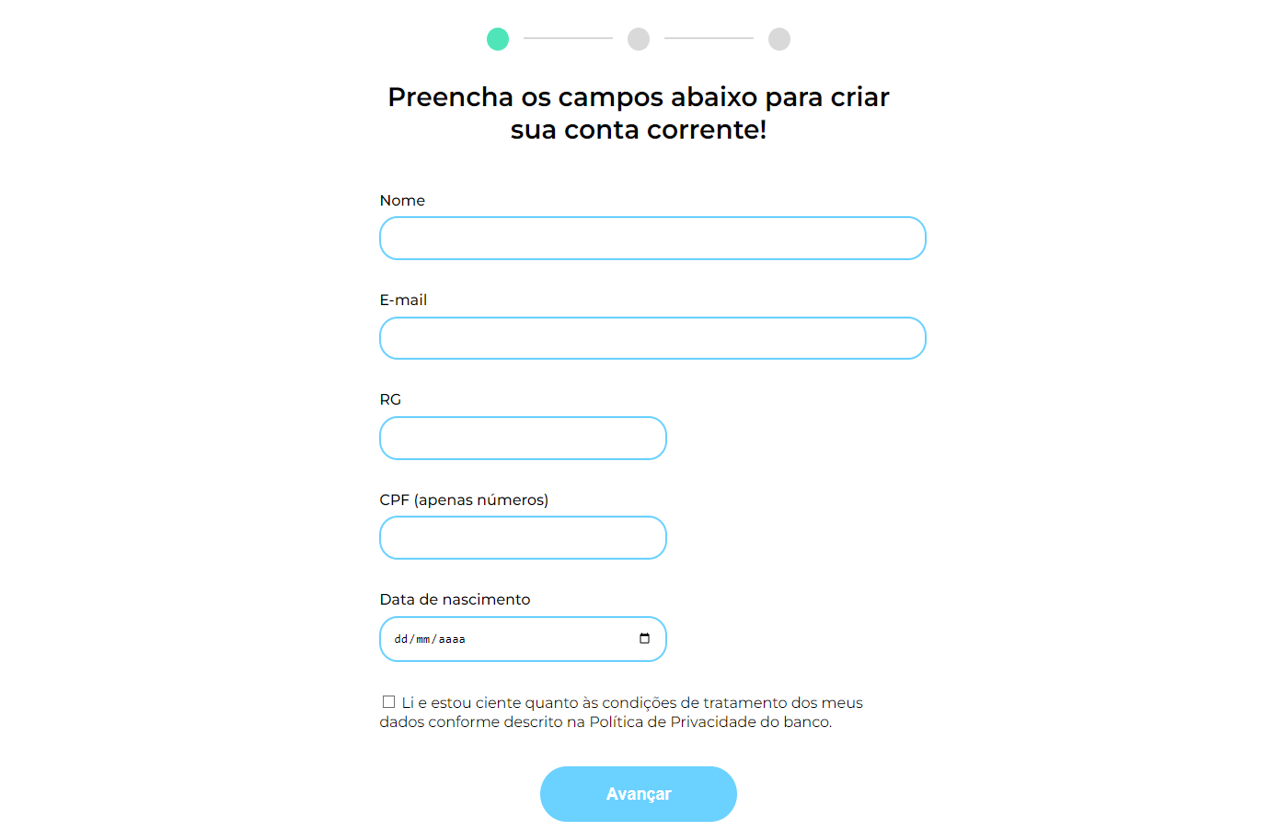 Preencha os campos abaixo para criar
sua conta corrente!
Nome
E-mail
RG
CPF (apenas números)
Data de nascimento
dd/mm/aaaa
Li e estou ciente quanto às condições de tratamento dos meus
dados conforme descrito na Política de Privacidade do banco.
Avançar